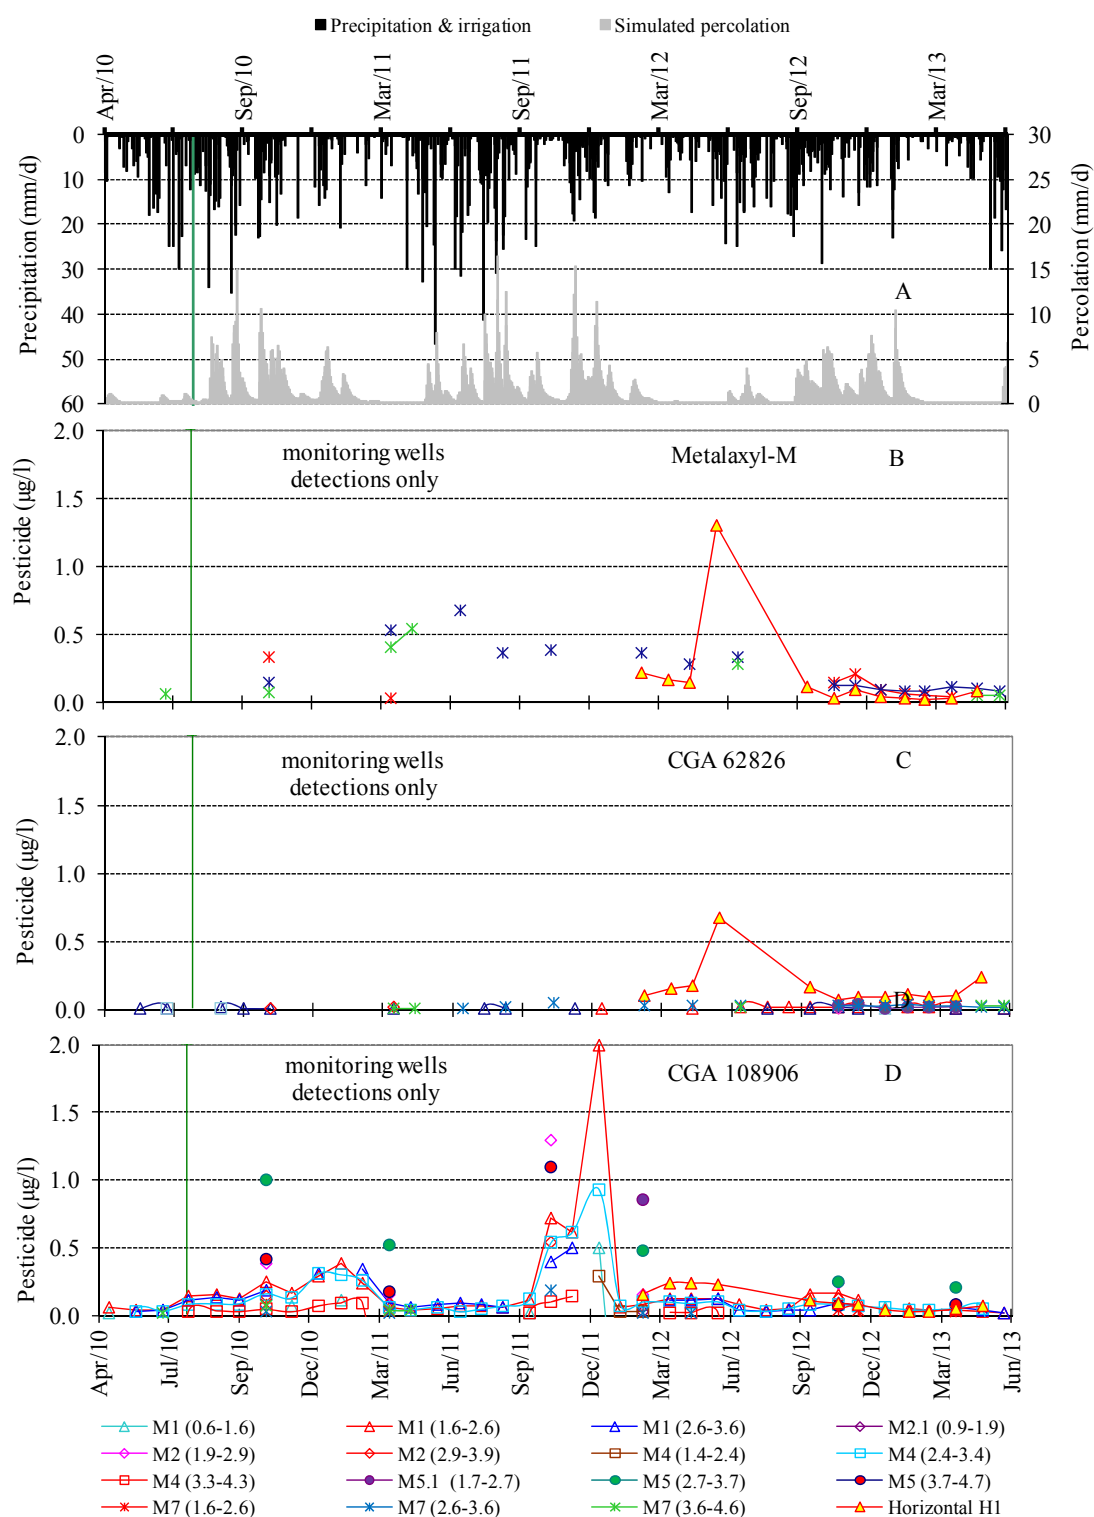 Precipitation & irrigation Simulated percolation
Apr/10 Sep/10 Mar/11 Sep/11 Mar/12 Sep/12 Mar/13
Precipitation (mm/d)
0
10
20
30
40
50
60
30
25
20
15
10
5
0
Percolation (mm/d)
A
Pesticide (µg/l)
2.0
1.5
1.0
0.5
0.0
monitoring wells
detections only
Metalaxyl-M B
Pesticide (µg/l)
2.0
1.5
1.0
0.5
0.0
monitoring wells
detections only
CGA 62826 C
D
Pesticide (µg/l)
2.0
1.5
1.0
0.5
0.0
monitoring wells
detections only
CGA 108906 D
Apr/10 Jul/10 Sep/10 Dec/10 Mar/11 Jun/11 Sep/11 Dec/11 Mar/12 Jun/12 Sep/12 Dec/12 Mar/13 Jun/13
M1 (0.6-1.6) M1 (1.6-2.6) M1 (2.6-3.6) M2.1 (0.9-1.9)
M2 (1.9-2.9) M2 (2.9-3.9) M4 (1.4-2.4) M4 (2.4-3.4)
M4 (3.3-4.3) M5.1 (1.7-2.7) M5 (2.7-3.7) M5 (3.7-4.7)
M7 (1.6-2.6) M7 (2.6-3.6) M7 (3.6-4.6) Horizontal H1